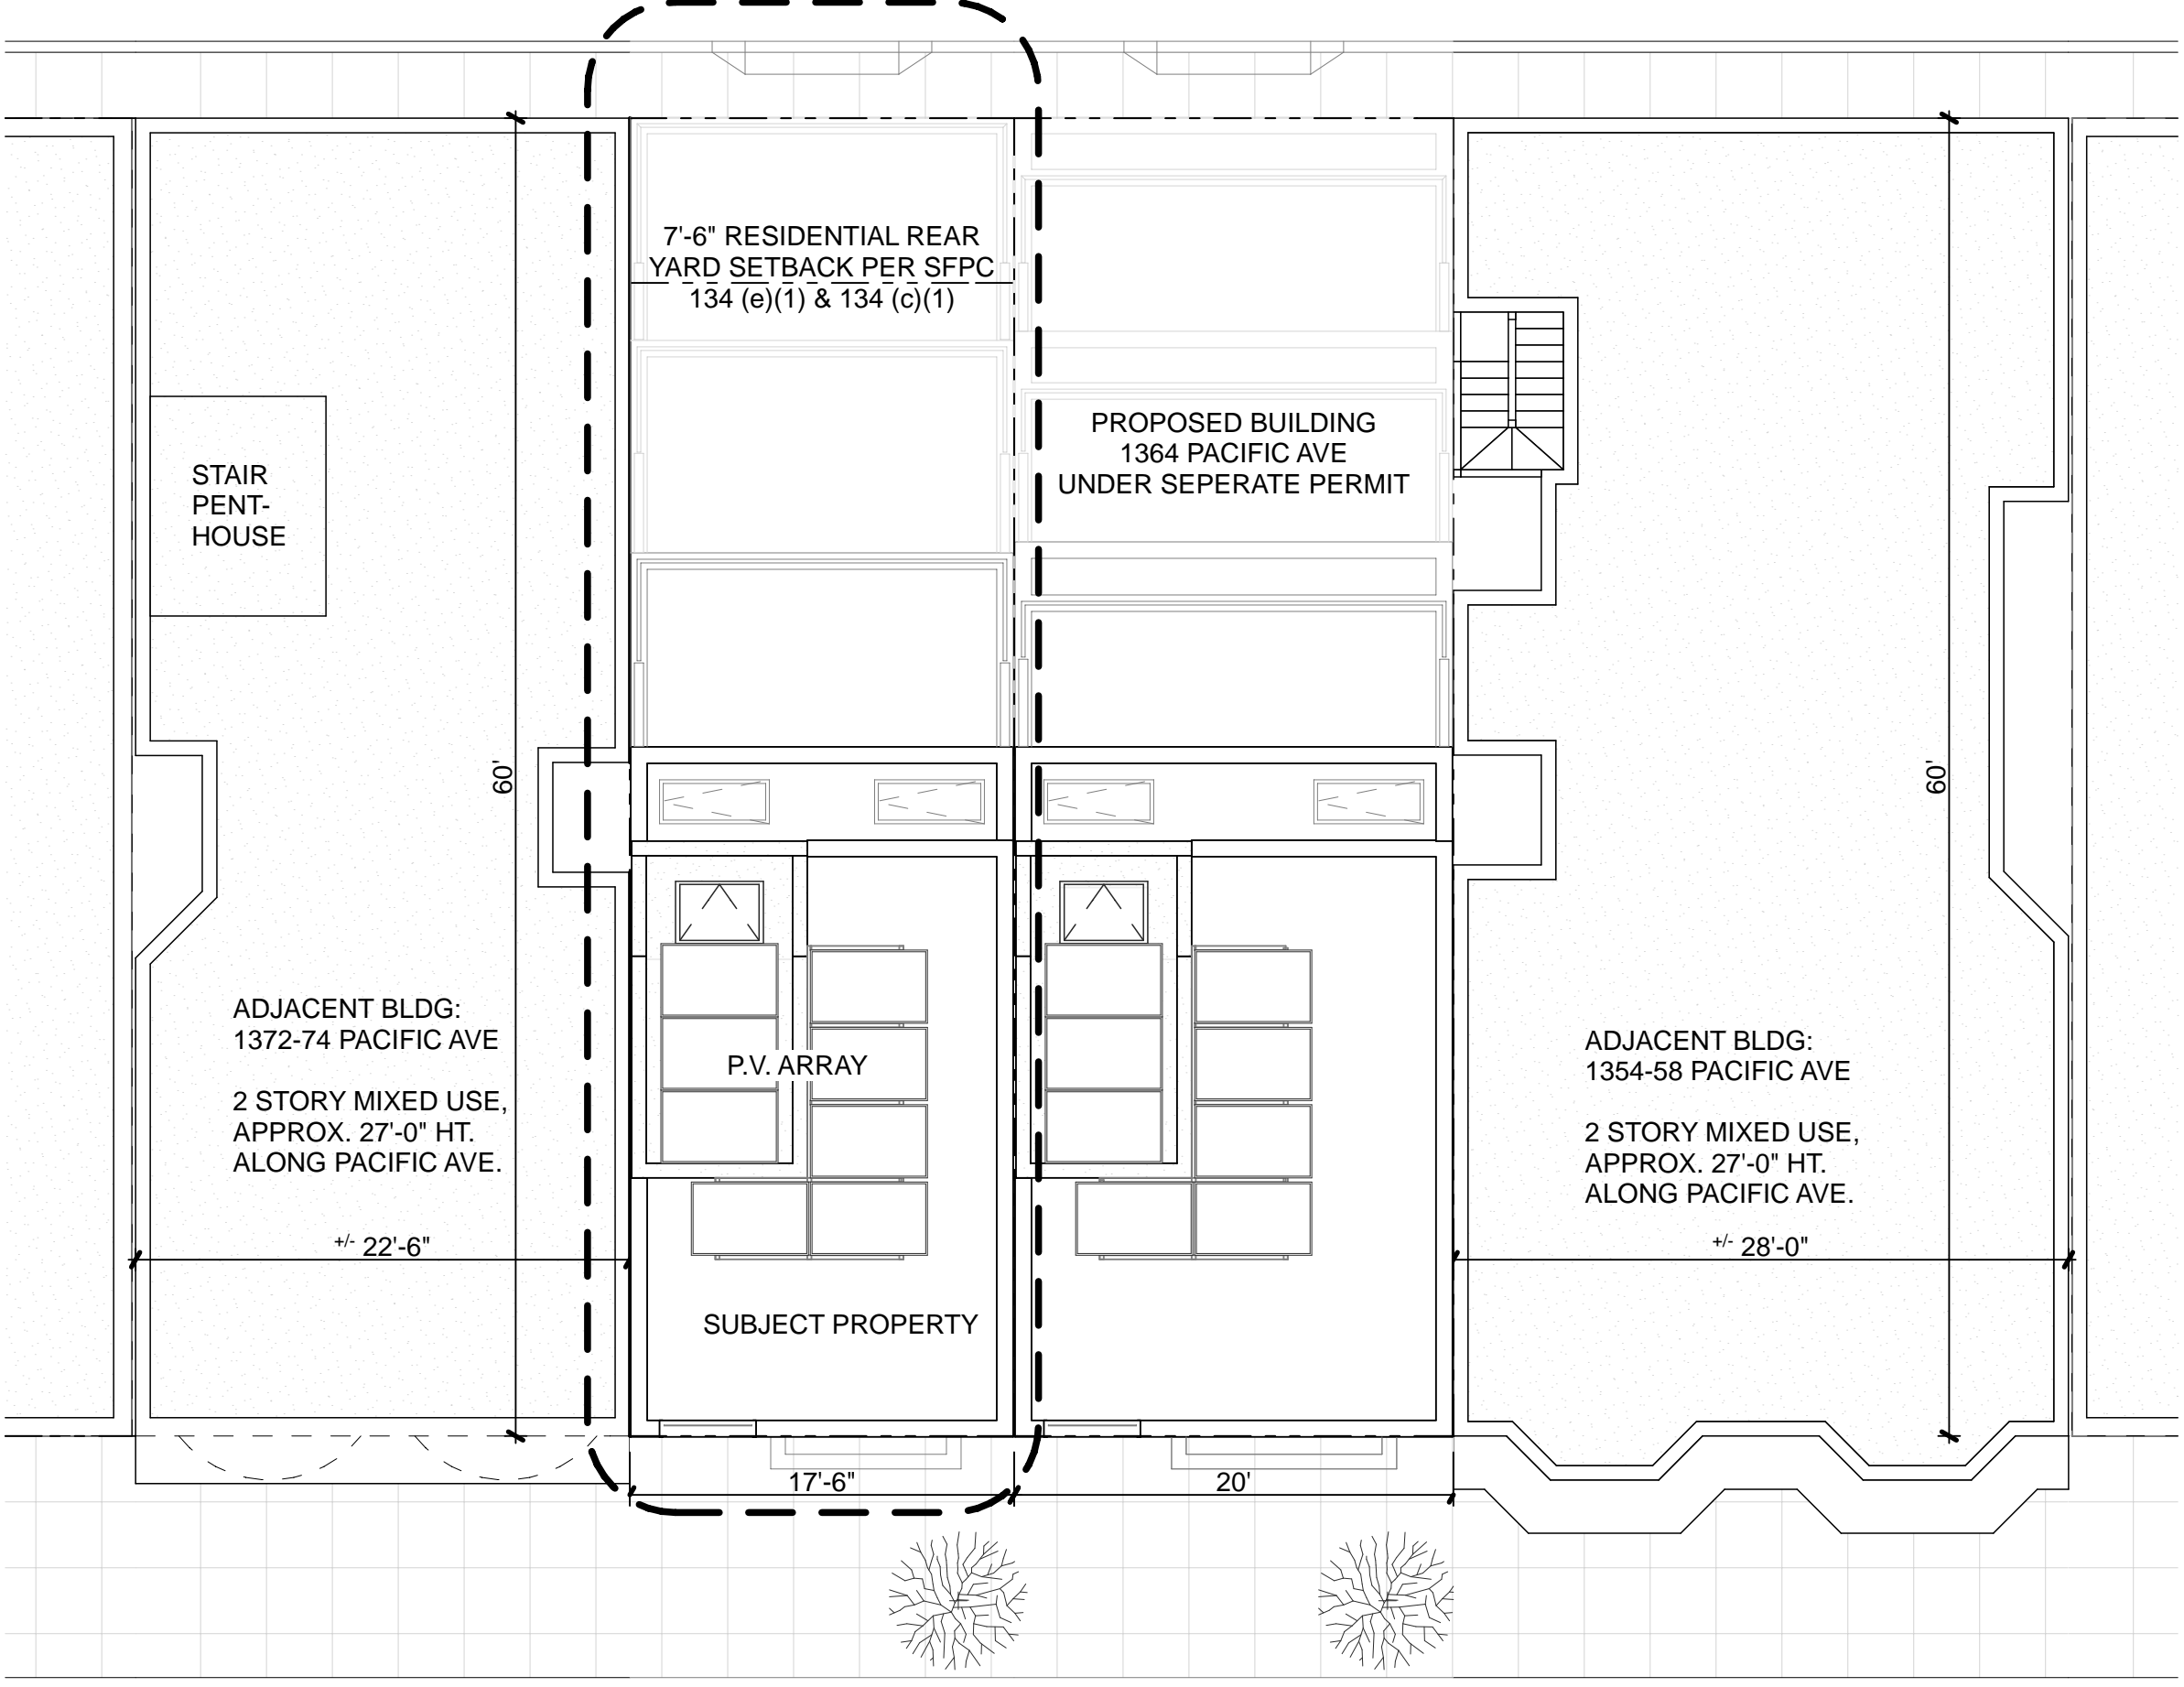 7'-6" RESIDENTIAL REAR
YARD SETBACK PER SFPC
134 (e)(1) & 134 (c)(1)
PROPOSED BUILDING
1364 PACIFIC AVE
UNDER SEPERATE PERMIT
STAIR
PENT-
HOUSE
60'
60'
ADJACENT BLDG:
1372-74 PACIFIC AVE
2 STORY MIXED USE,
APPROX. 27'-0" HT.
ALONG PACIFIC AVE.
+/- 22'-6"
P.V. ARRAY
SUBJECT PROPERTY
ADJACENT BLDG:
1354-58 PACIFIC AVE
2 STORY MIXED USE,
APPROX. 27'-0" HT.
ALONG PACIFIC AVE.
+/- 28'-0"
17'-6"
20'